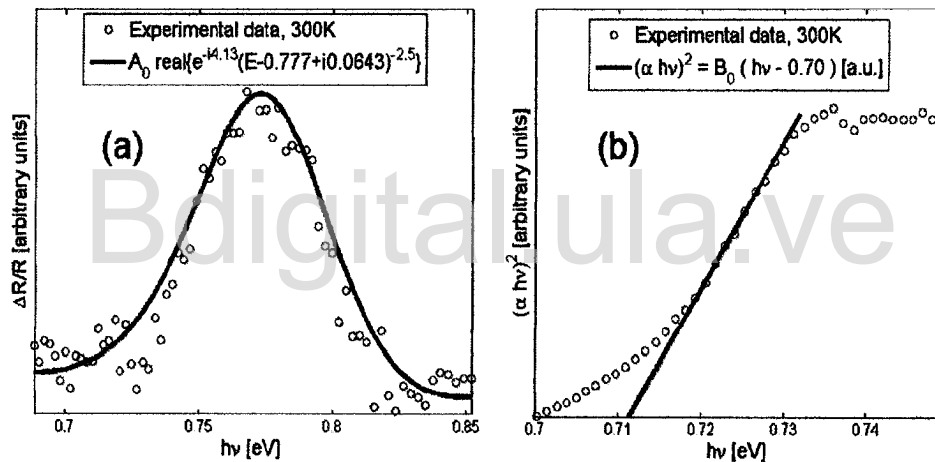 Experimental data, 300K
A₀ real{e^-i4.13(E-0.777+i0.0643)^-2.5}
(a)
ΔR/R [arbitrary units]
0.7 0.75 0.8 0.85
hν [eV]
Experimental data, 300K
(α hν)² = B₀ ( hν - 0.70 ) [a.u.]
(b)
(α hν)² [arbitrary units]
0.7 0.71 0.72 0.73 0.74
hν [eV]
Bdigital.ula.ve